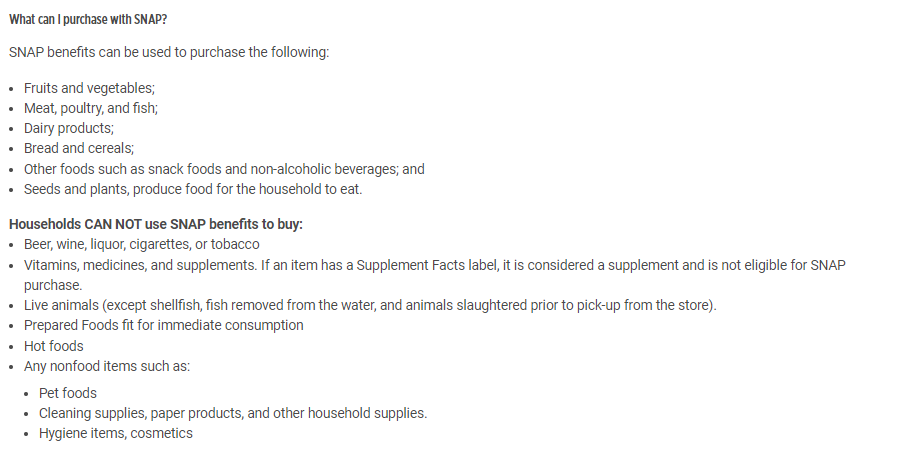 What can I purchase with SNAP?
SNAP benefits can be used to purchase the following:
• Fruits and vegetables;
• Meat, poultry, and fish;
• Dairy products;
• Bread and cereals;
• Other foods such as snack foods and non-alcoholic beverages; and
• Seeds and plants, produce food for the household to eat.
Households CAN NOT use SNAP benefits to buy:
• Beer, wine, liquor, cigarettes, or tobacco
• Vitamins, medicines, and supplements. If an item has a Supplement Facts label, it is considered a supplement and is not eligible for SNAP
purchase.
• Live animals (except shellfish, fish removed from the water, and animals slaughtered prior to pick-up from the store).
• Prepared Foods fit for immediate consumption
• Hot foods
• Any nonfood items such as:
• Pet foods
• Cleaning supplies, paper products, and other household supplies.
• Hygiene items, cosmetics